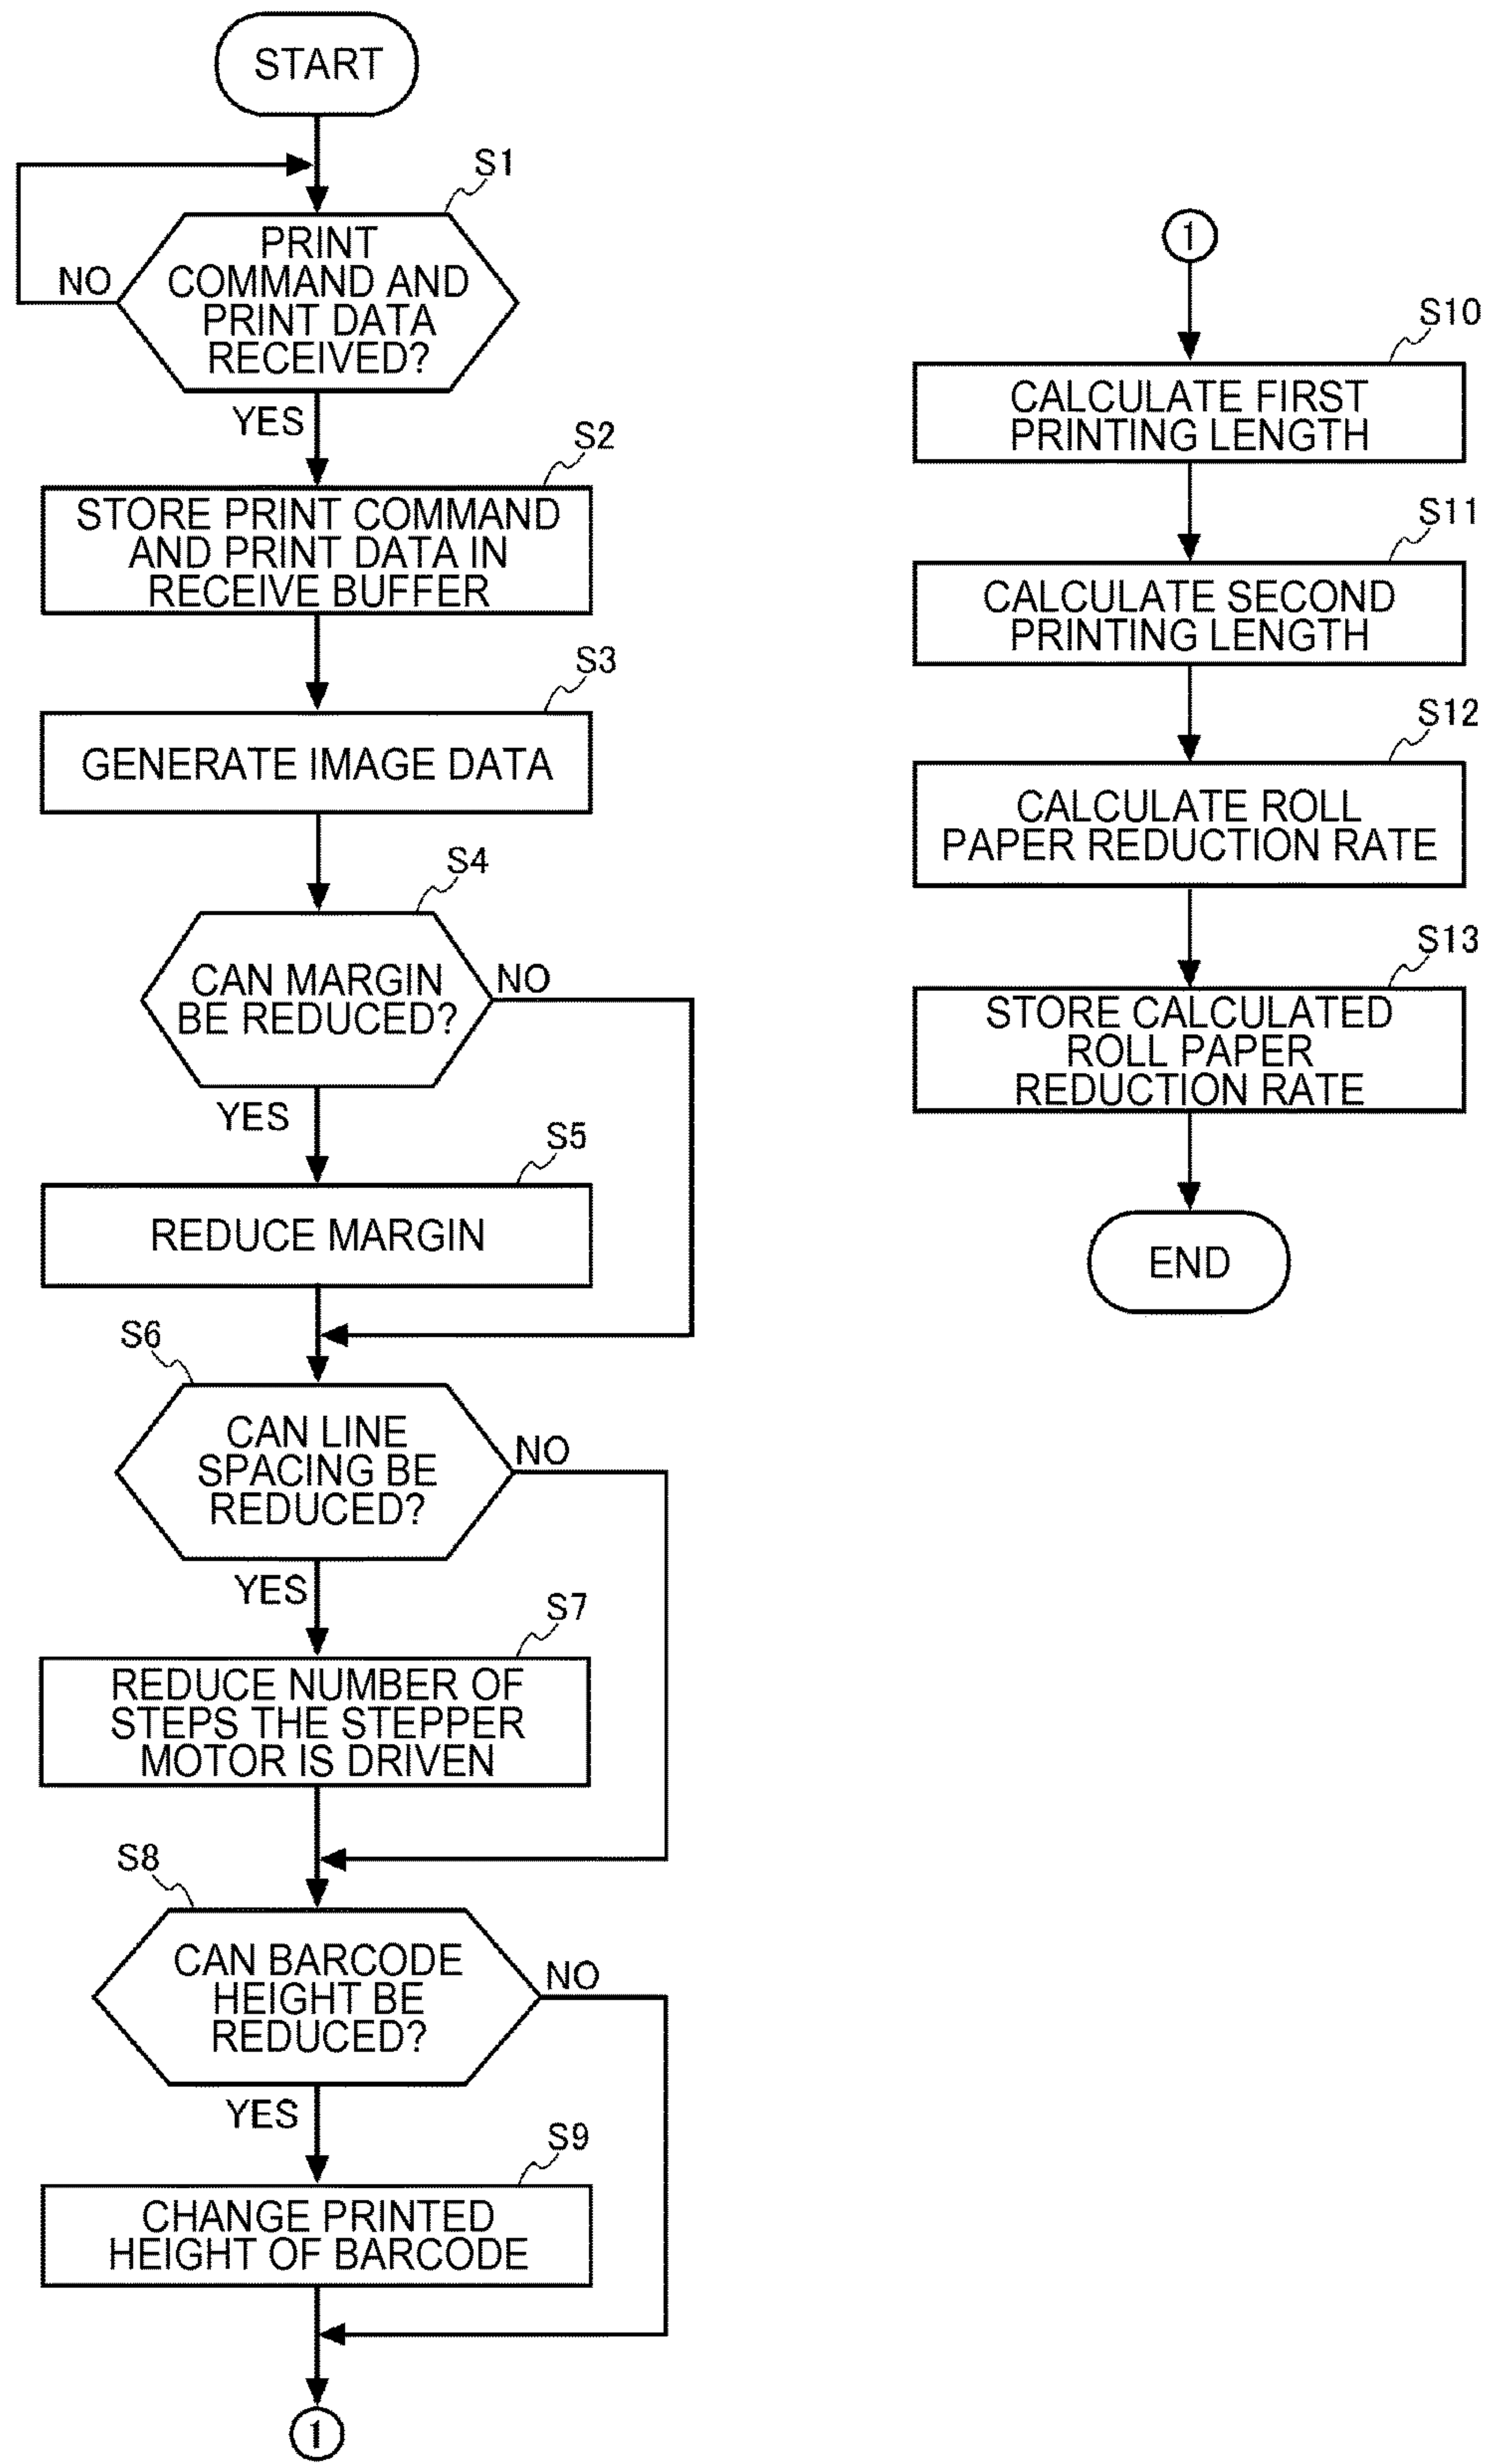 START
S1
PRINT
COMMAND AND
PRINT DATA
RECEIVED?
NO
YES
S2
STORE PRINT COMMAND
AND PRINT DATA IN
RECEIVE BUFFER
S3
GENERATE IMAGE DATA
S4
CAN MARGIN
BE REDUCED?
NO
YES
S5
REDUCE MARGIN
S6
CAN LINE
SPACING BE
REDUCED?
NO
YES
S7
REDUCE NUMBER OF
STEPS THE STEPPER
MOTOR IS DRIVEN
S8
CAN BARCODE
HEIGHT BE
REDUCED?
NO
YES
S9
CHANGE PRINTED
HEIGHT OF BARCODE
1
1
S10
CALCULATE FIRST
PRINTING LENGTH
S11
CALCULATE SECOND
PRINTING LENGTH
S12
CALCULATE ROLL
PAPER REDUCTION RATE
S13
STORE CALCULATED
ROLL PAPER
REDUCTION RATE
END